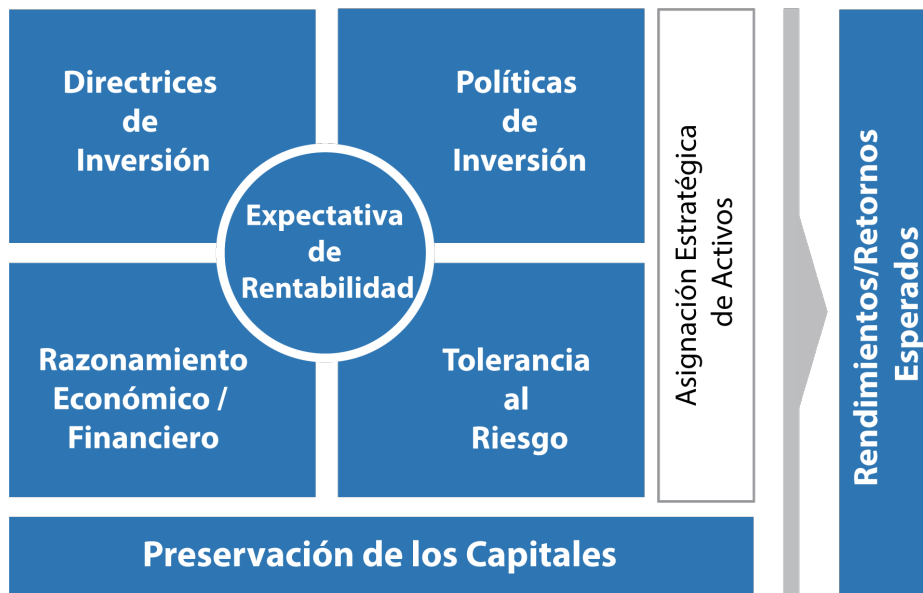 Directrices
de
Inversión
Políticas
de
Inversión
Expectativa
de
Rentabilidad
Razonamiento
Económico /
Financiero
Tolerancia
al
Riesgo
Asignación Estratégica
de Activos
Preservación de los Capitales
Rendimientos/Retornos
Esperados